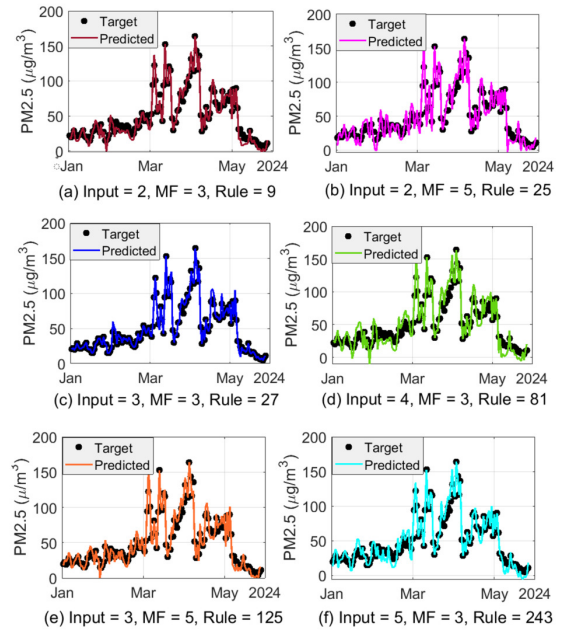 PM2.5 (μg/m³)
200
150
100
50
0
Target
Predicted
Jan
Mar
May
2024
(a) Input = 2, MF = 3, Rule = 9
PM2.5 (μg/m³)
200
150
100
50
0
Target
Predicted
Jan
Mar
May
2024
(b) Input = 2, MF = 5, Rule = 25
PM2.5 (μg/m³)
200
150
100
50
0
Target
Predicted
Jan
Mar
May
2024
(c) Input = 3, MF = 3, Rule = 27
PM2.5 (μg/m³)
200
150
100
50
0
Target
Predicted
Jan
Mar
May
2024
(d) Input = 4, MF = 3, Rule = 81
PM2.5 (μg/m³)
200
150
100
50
0
Target
Predicted
Jan
Mar
May
2024
(e) Input = 3, MF = 5, Rule = 125
PM2.5 (μg/m³)
200
150
100
50
0
Target
Predicted
Jan
Mar
May
2024
(f) Input = 5, MF = 3, Rule = 243